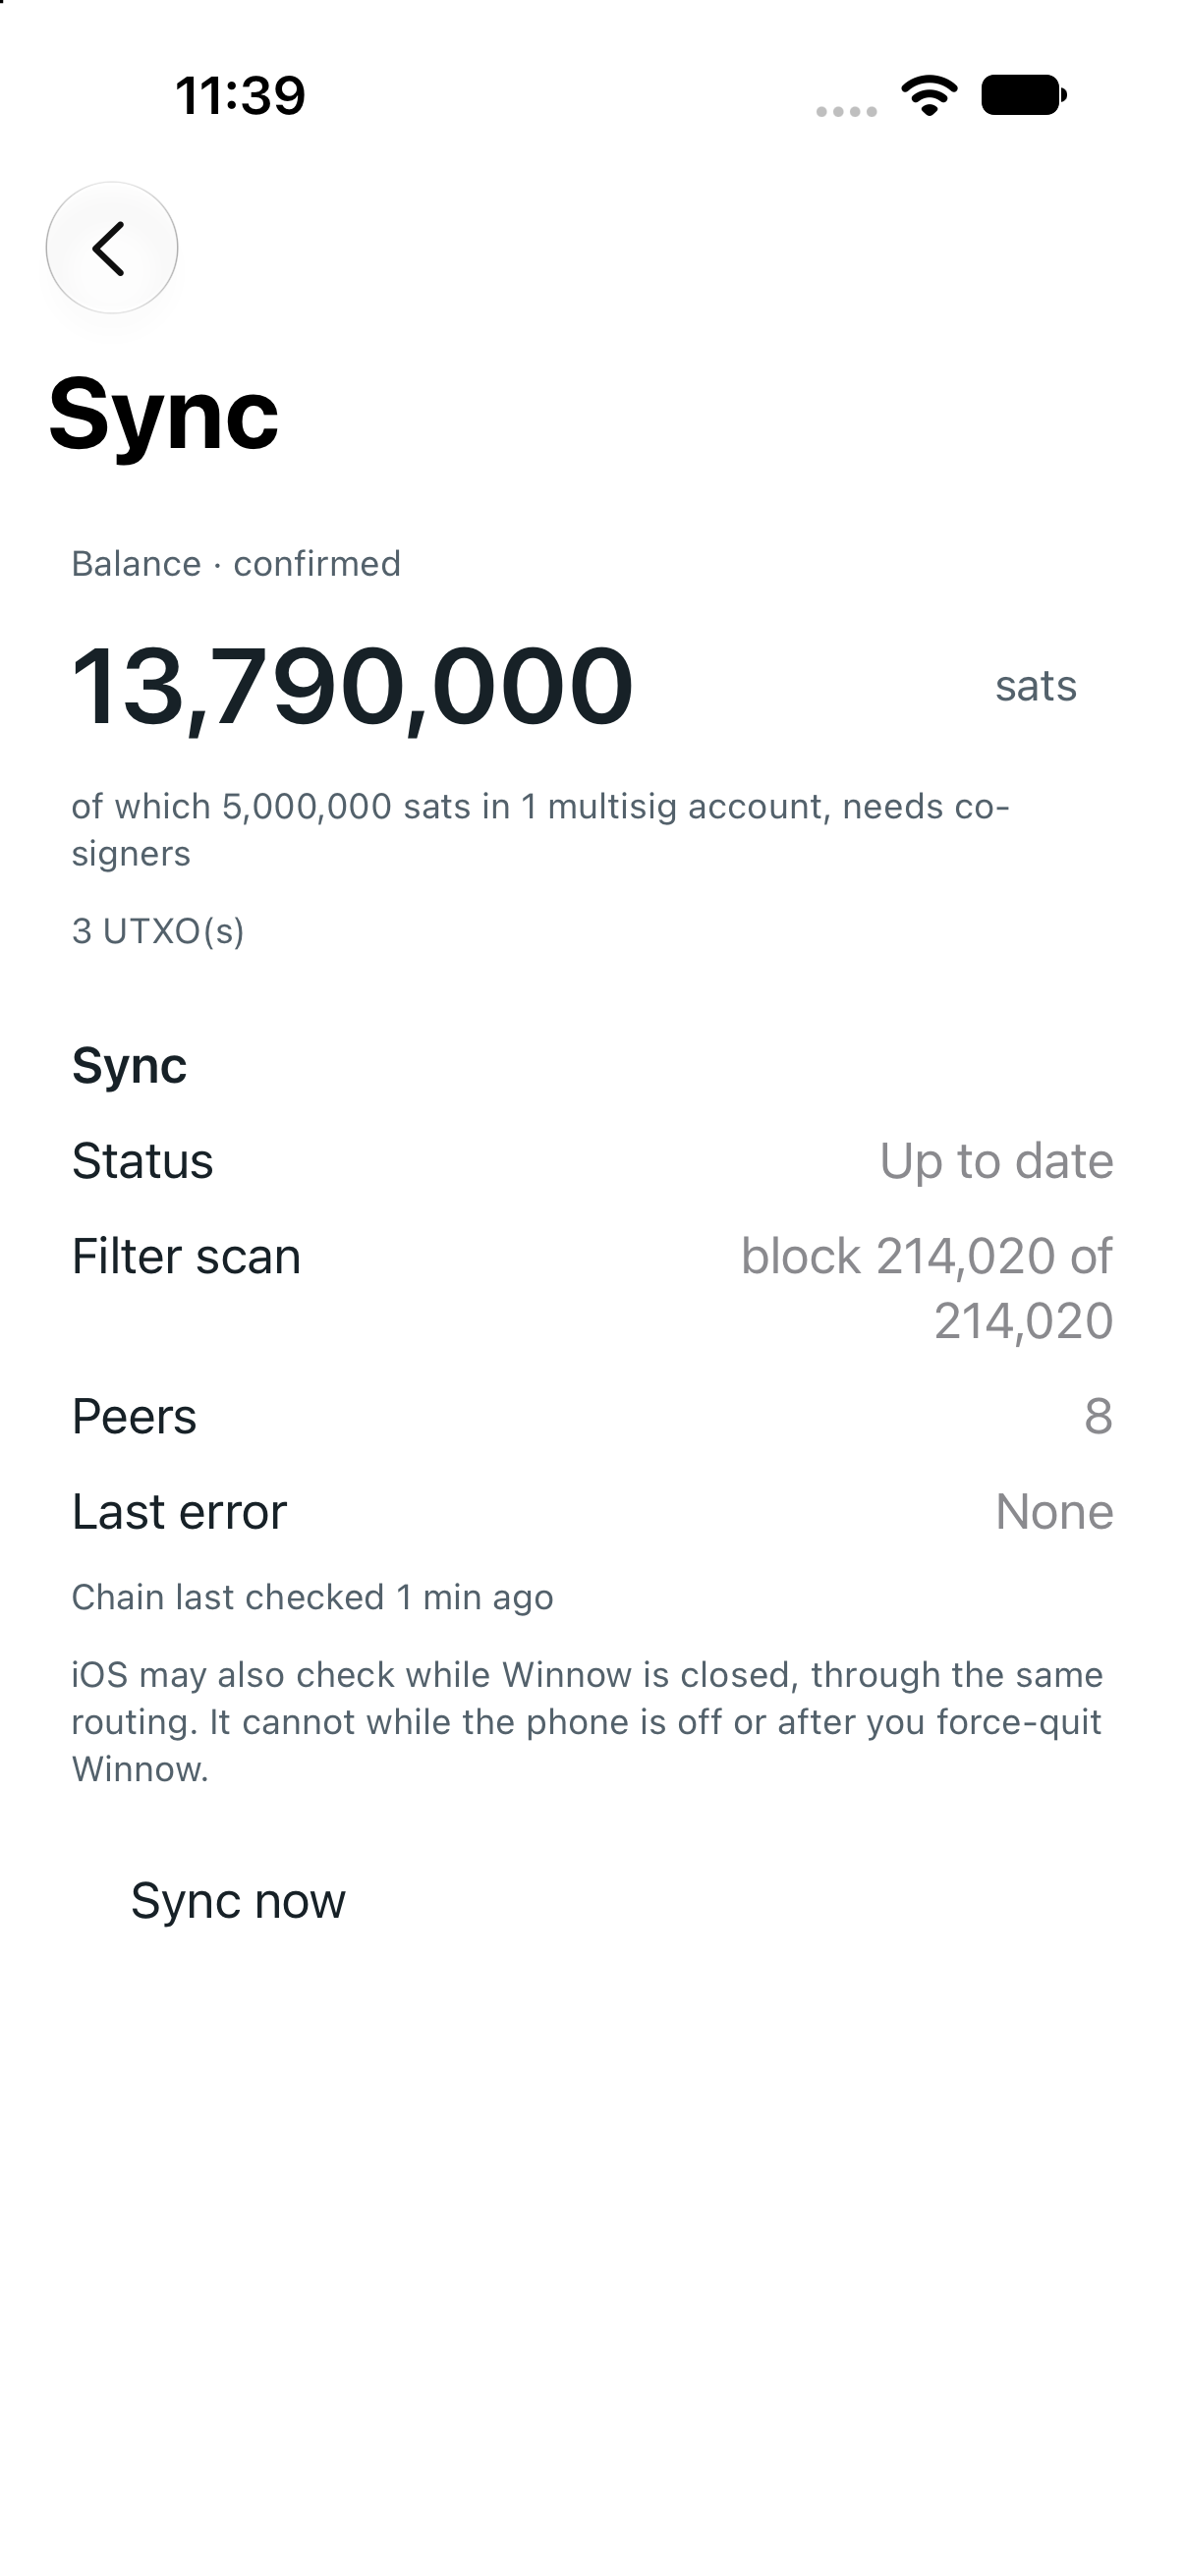 11:39
Sync
Balance · confirmed
13,790,000 sats
of which 5,000,000 sats in 1 multisig account, needs co-
signers
3 UTXO(s)
Sync
Status Up to date
Filter scan block 214,020 of
214,020
Peers 8
Last error None
Chain last checked 1 min ago
iOS may also check while Winnow is closed, through the same
routing. It cannot while the phone is off or after you force-quit
Winnow.
Sync now